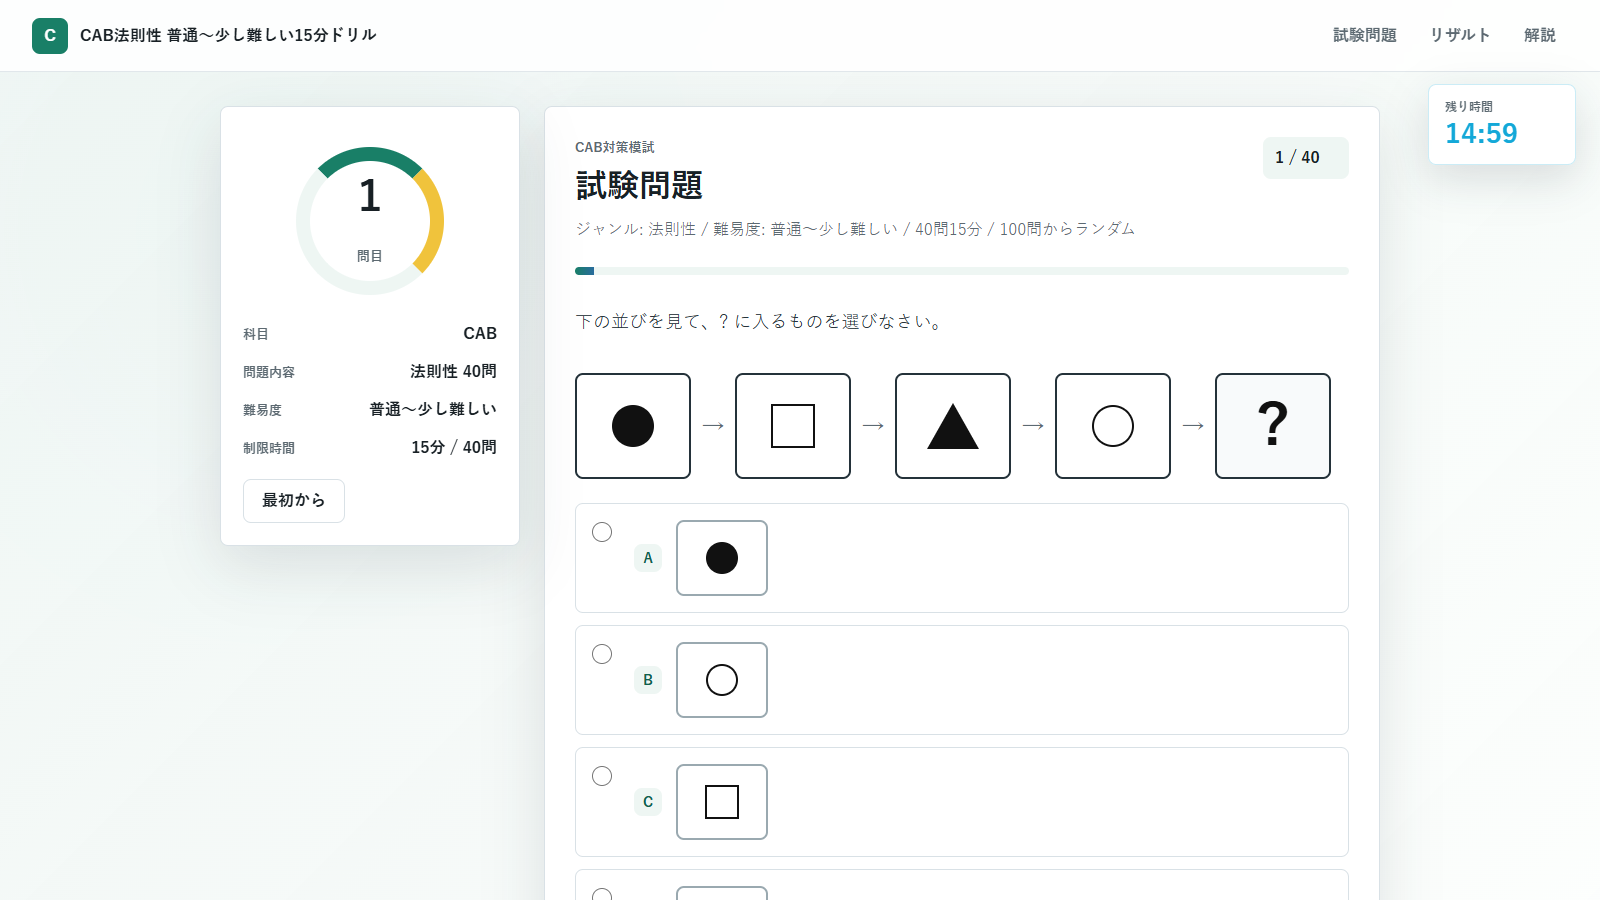 C
CAB法則性 普通～少し難しい15分ドリル
試験問題 リザルト 解説
残り時間
14:59
1
問目
科目 CAB
問題内容 法則性 40問
難易度 普通～少し難しい
制限時間 15分 / 40問
最初から
CAB対策模試
試験問題
1 / 40
ジャンル: 法則性 / 難易度: 普通～少し難しい / 40問15分 / 100問からランダム
下の並びを見て、? に入るものを選びなさい。
→ → → → ?
A
B
C